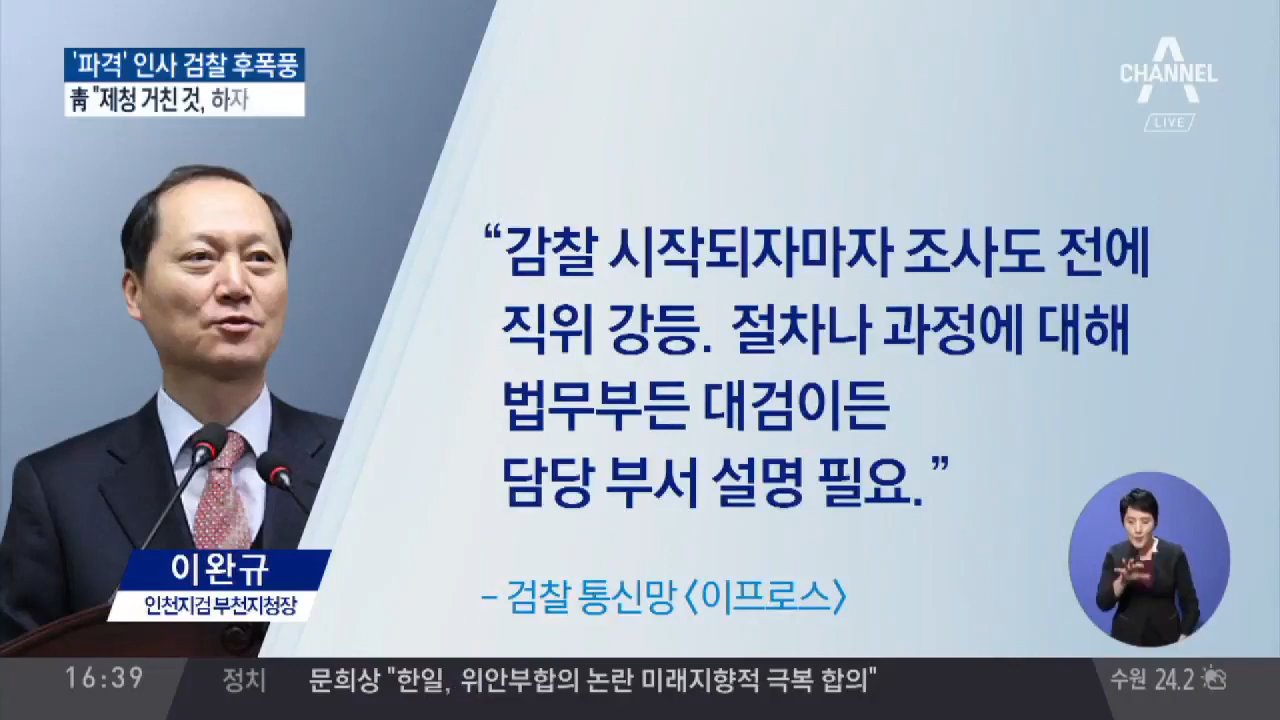 '파격' 인사 검찰 후폭풍
靑 "제청 거친 것, 하자
CHANNEL
LIVE
“감찰 시작되자마자 조사도 전에
직위 강등. 절차나 과정에 대해
법무부든 대검이든
담당 부서 설명 필요.”
– 검찰 통신망 <이프로스>
이완규
인천지검 부천지청장
16:39 정치 문희상 "한일, 위안부합의 논란 미래지향적 극복 합의" 수원 24.2